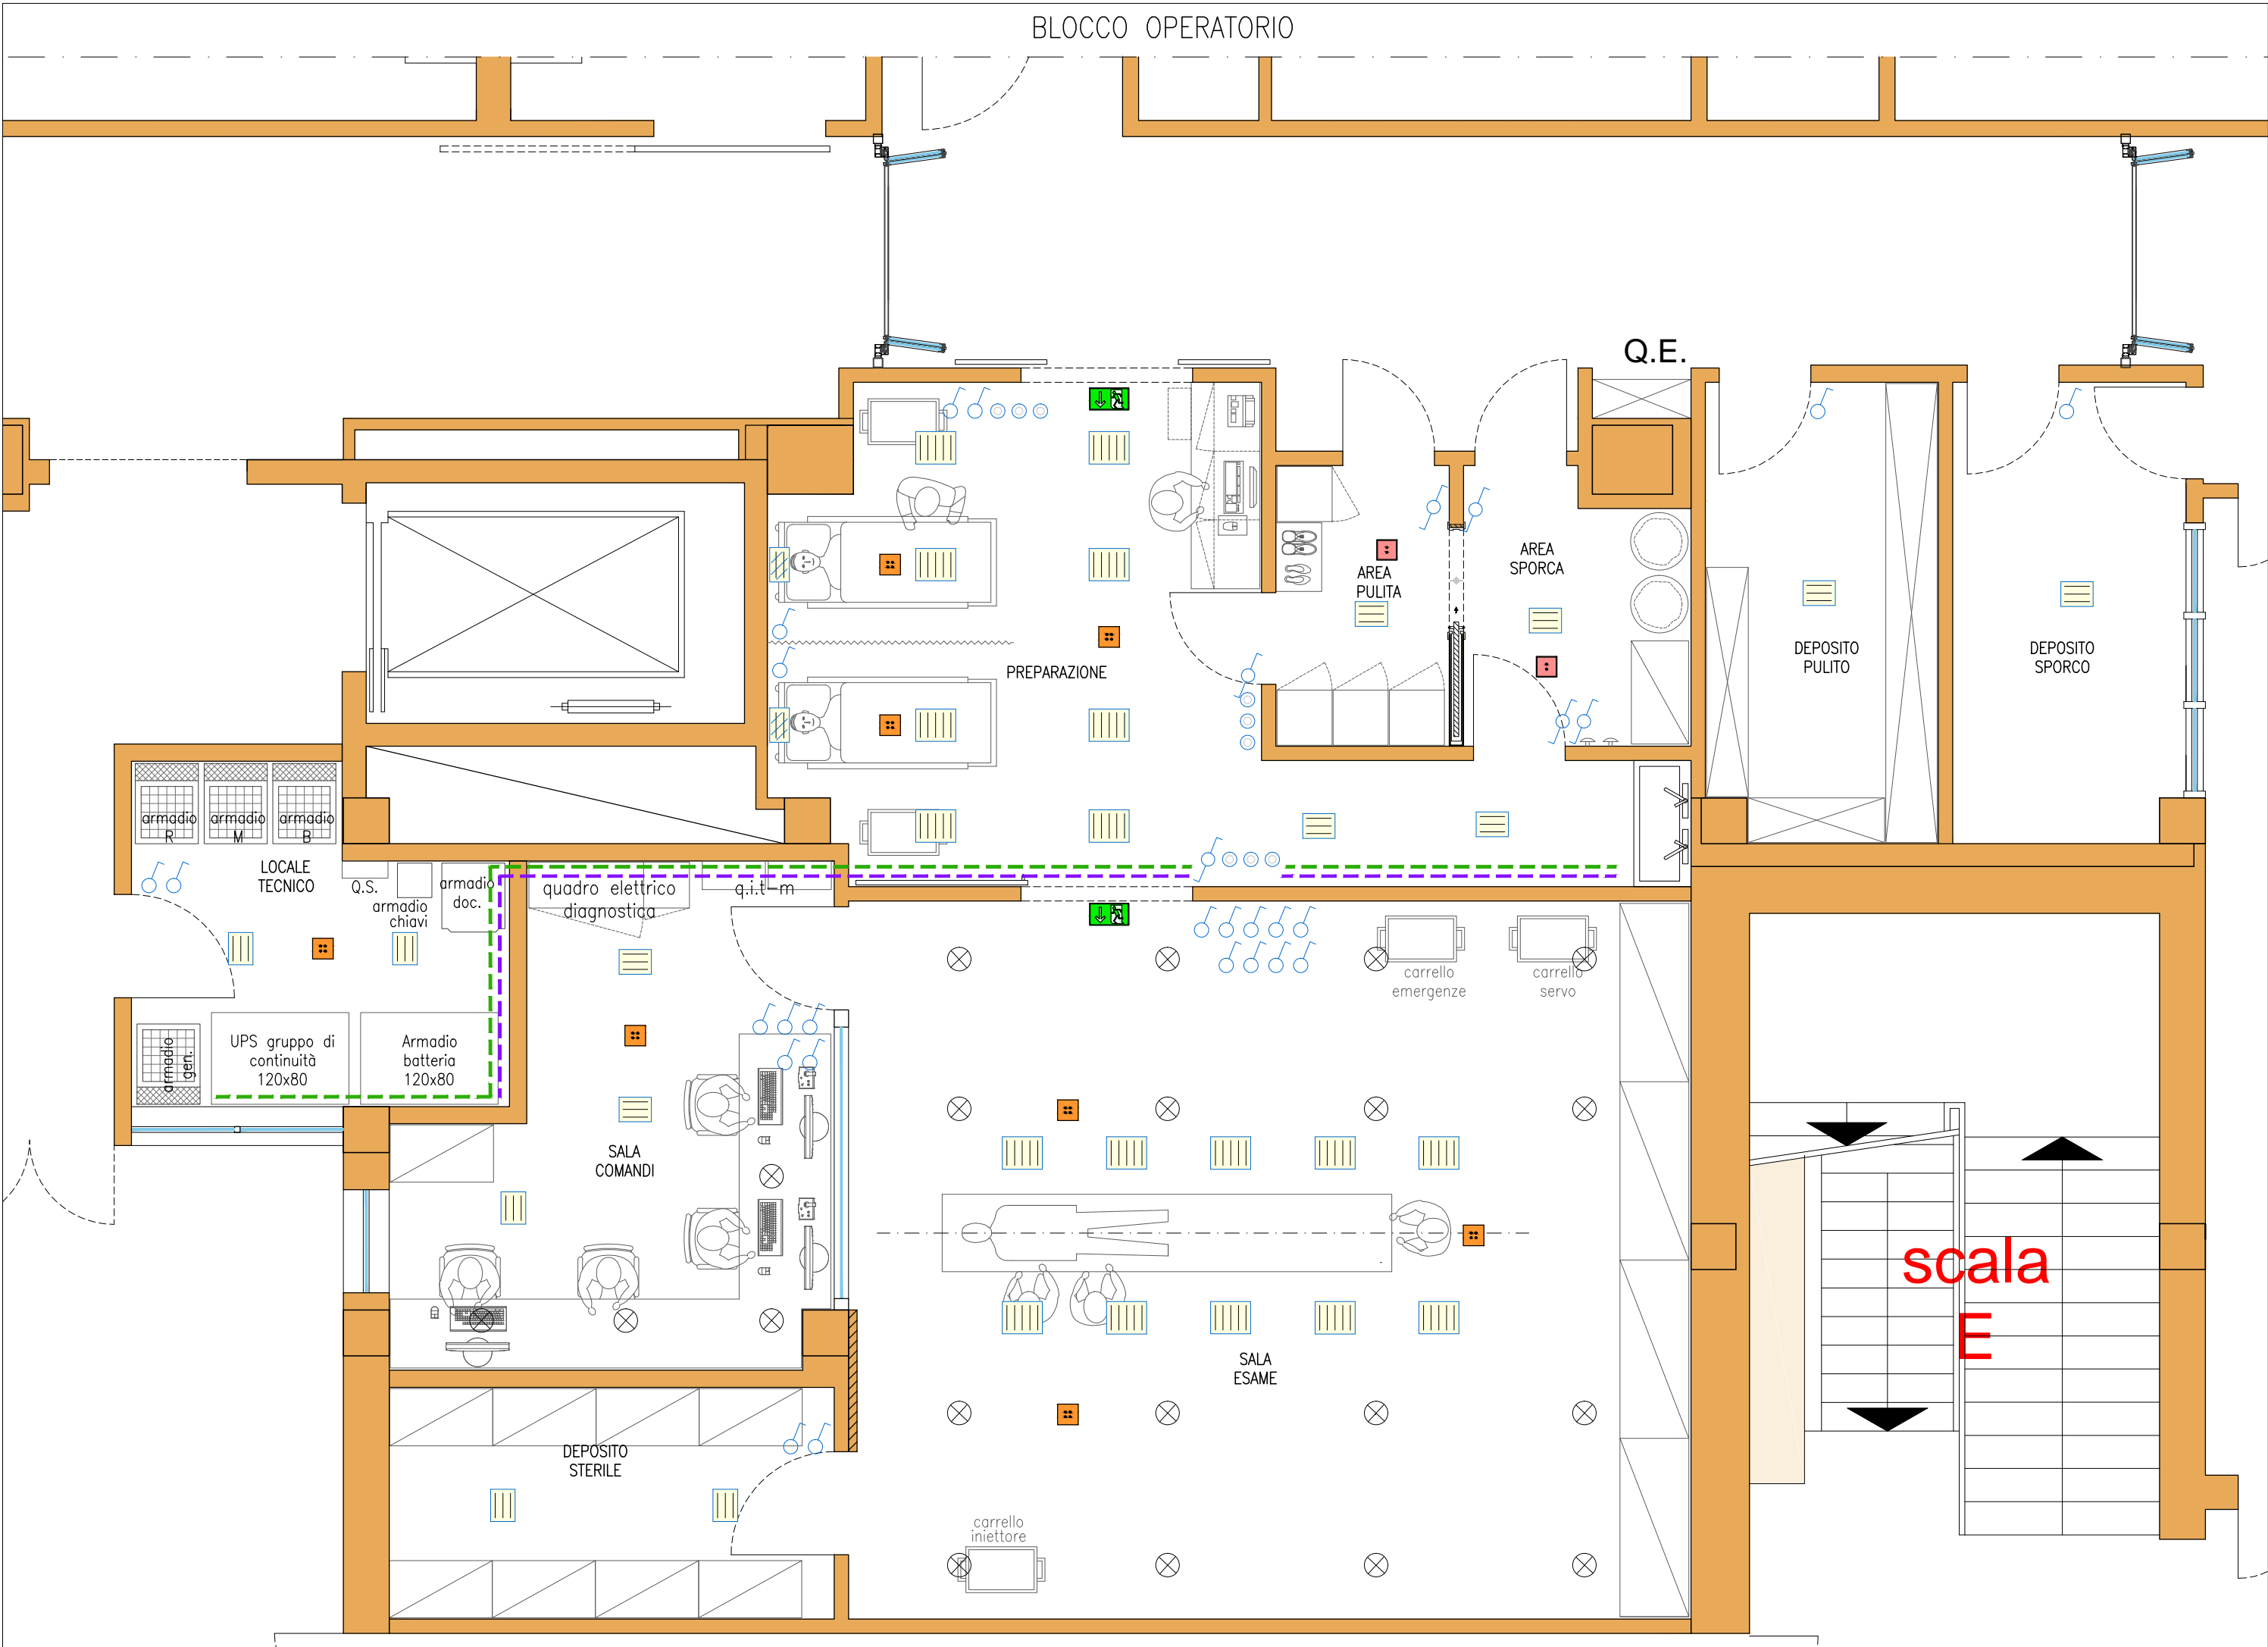 BLOCCO OPERATORIO
Q.E.
AREA
PULITA
AREA
SPORCA
PREPARAZIONE
DEPOSITO
PULITO
DEPOSITO
SPORCO
armadio
R
armadio
M
armadio
B
LOCALE
TECNICO
Q.S.
armadio
chiavi
armadio
doc.
quadro elettrico
diagnostica
q.i.t-m
carrello
emergenze
carrello
servo
armadio
gen.
UPS gruppo di
continuità
120x80
Armadio
batteria
120x80
SALA
COMANDI
scala
E
SALA
ESAME
DEPOSITO
STERILE
carrello
iniettore